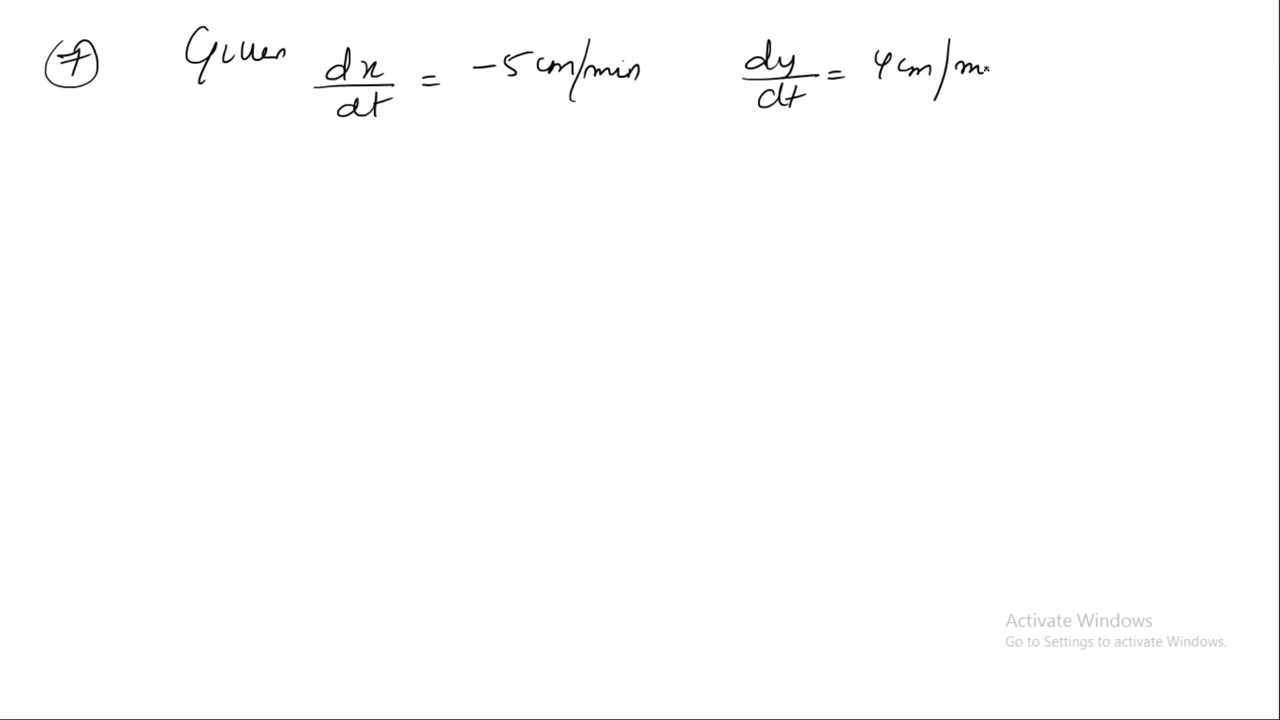 ⑦ Given dx/dt = -5 cm/min dy/dt = 4 cm/m
Activate Windows
Go to Settings to activate Windows.